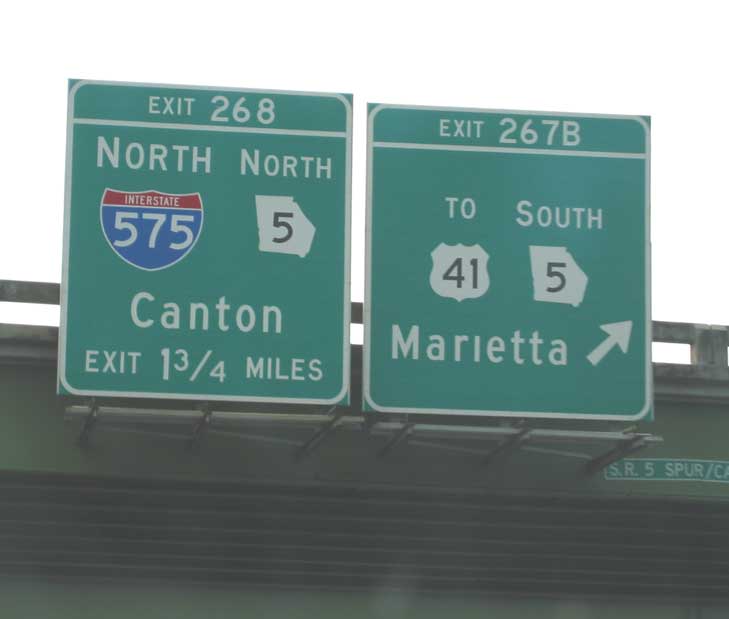 EXIT 268
NORTH NORTH
INTERSTATE
575 5
Canton
EXIT 1 3/4 MILES
EXIT 267B
TO SOUTH
41 5
Marietta
S.R. 5 SPUR/CA